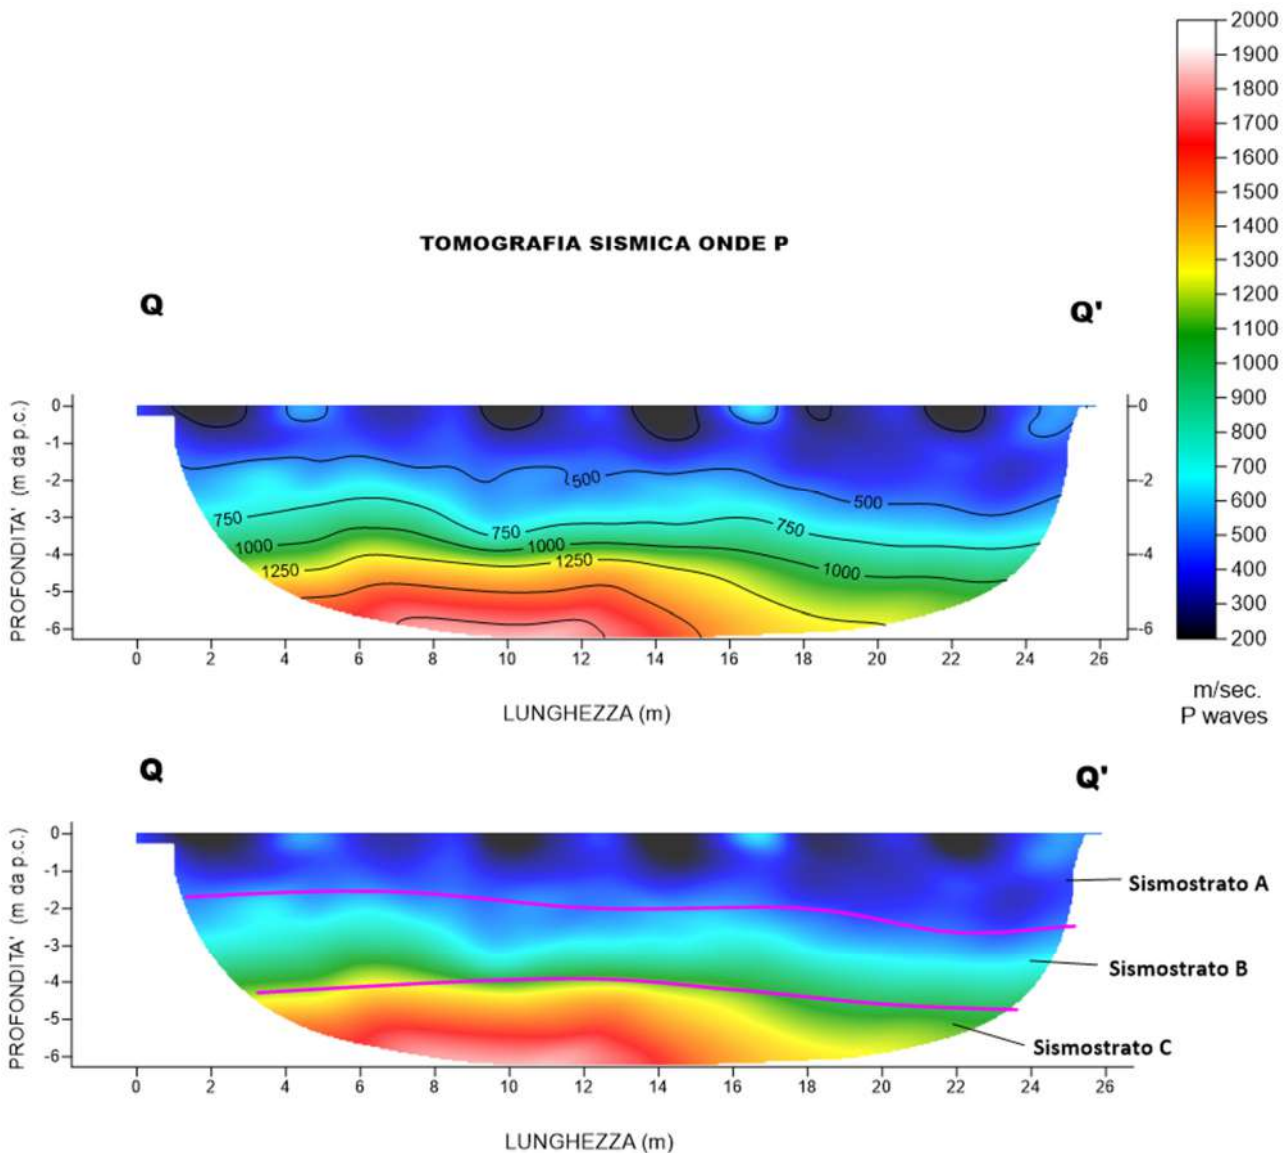 TOMOGRAFIA SISMICA ONDE P
Q
Q'
2000
1900
1800
1700
1600
1500
1400
1300
1200
1100
1000
900
800
700
600
500
400
300
200
m/sec.
P waves
PROFONDITA' (m da p.c.)
0
-1
-2
-3
-4
-5
-6
0
-2
-4
-6
500
500
750
750
750
1000
1000
1000
1250
1250
0 2 4 6 8 10 12 14 16 18 20 22 24 26
LUNGHEZZA (m)
Q
Q'
PROFONDITA' (m da p.c.)
0
-1
-2
-3
-4
-5
-6
Sismostrato A
Sismostrato B
Sismostrato C
0 2 4 6 8 10 12 14 16 18 20 22 24 26
LUNGHEZZA (m)